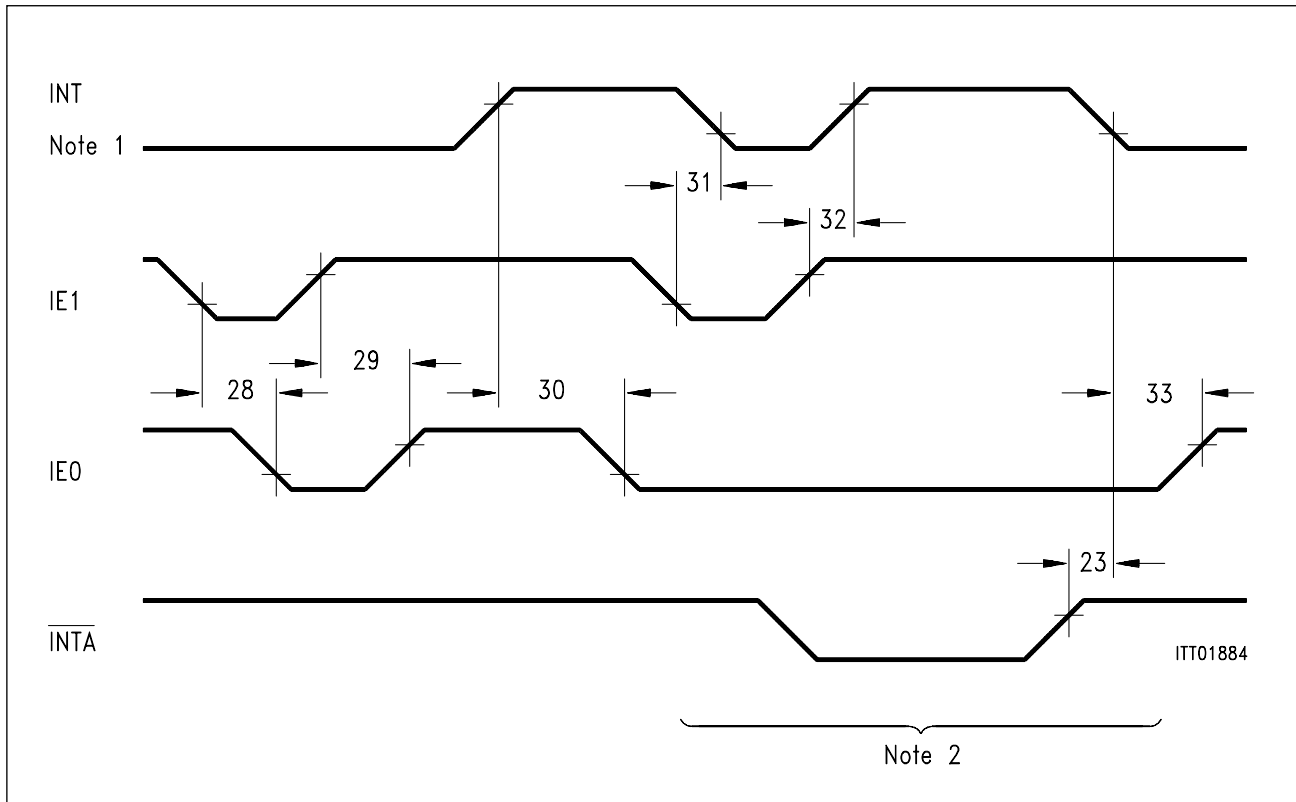 INT
Note 1
31
32
IE1
29
28
30
33
IE0
23
INTA
ITT01884
Note 2